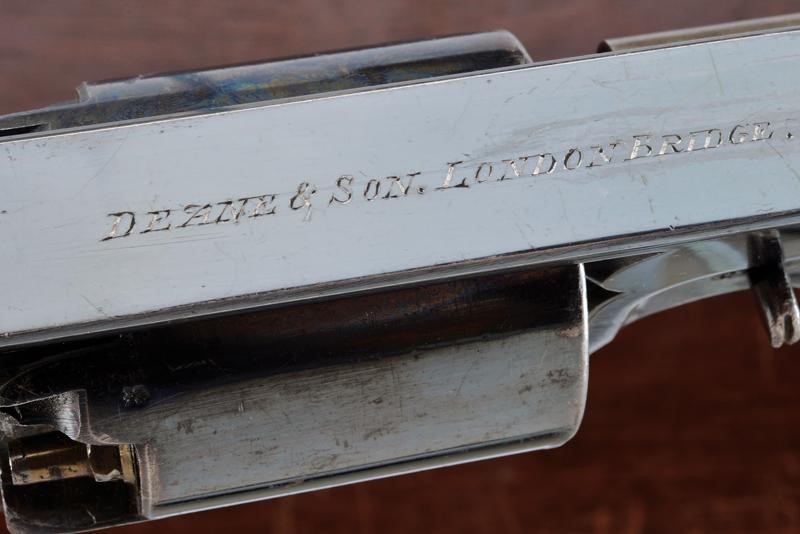 DEANE & SON. LONDON BRIDGE.